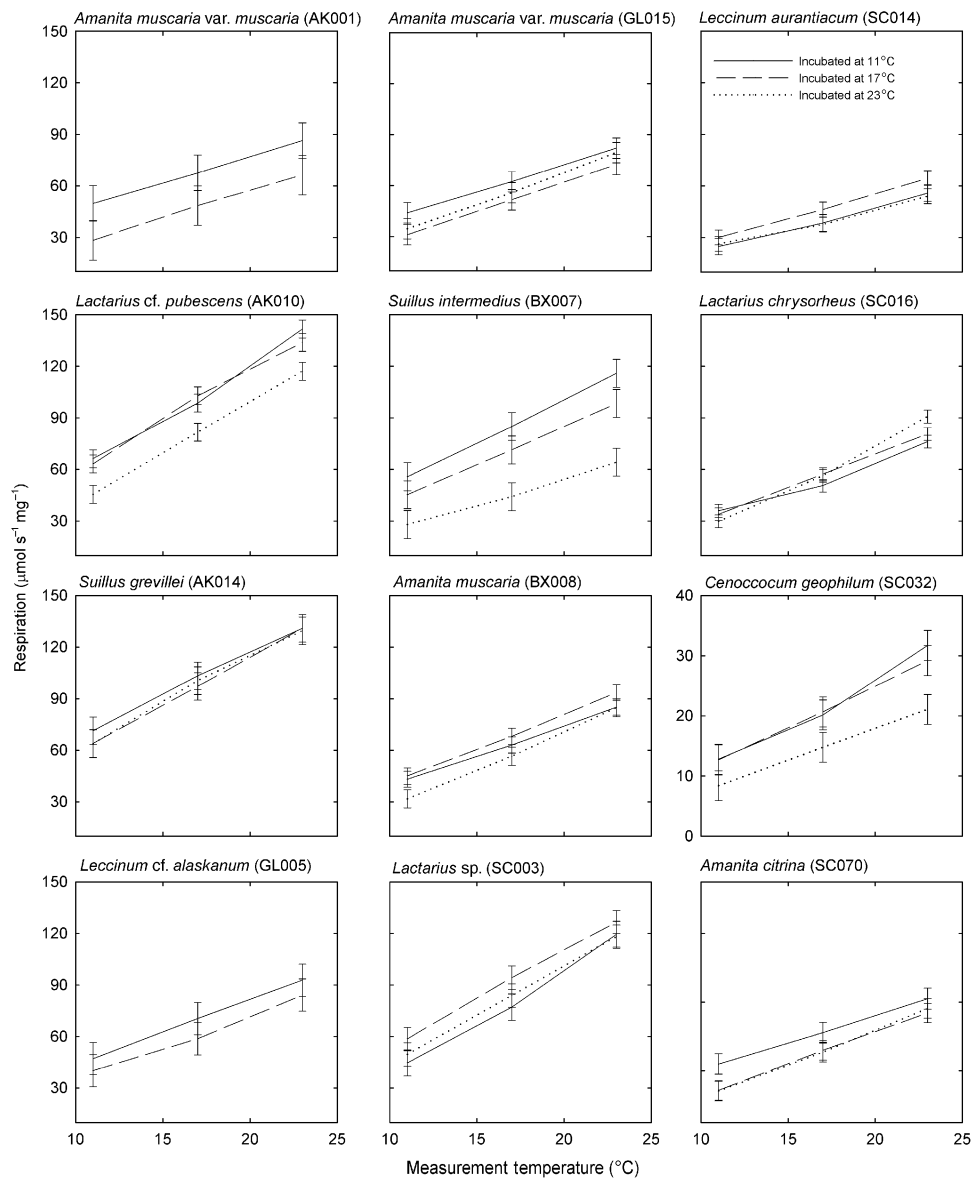 Amanita muscaria var. muscaria (AK001)
Amanita muscaria var. muscaria (GL015)
Leccinum aurantiacum (SC014)
150
120
90
60
30
Incubated at 11°C
Incubated at 17°C
Incubated at 23°C
Lactarius cf. pubescens (AK010)
Suillus intermedius (BX007)
Lactarius chrysorheus (SC016)
150
120
90
60
30
Respiration (μmol s⁻¹ mg⁻¹)
Suillus grevillei (AK014)
Amanita muscaria (BX008)
Cenoccocum geophilum (SC032)
150
120
90
60
30
40
30
20
10
0
Leccinum cf. alaskanum (GL005)
Lactarius sp. (SC003)
Amanita citrina (SC070)
150
120
90
60
30
10 15 20 25
10 15 20 25
10 15 20 25
Measurement temperature (°C)